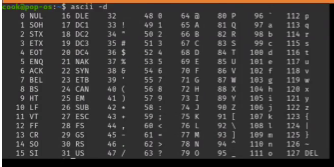 cook@pop-os:~$ ascii -d
0 NUL 16 DLE 32 48 0 64 @ 80 P 96 ` 112 p
1 SOH 17 DC1 33 ! 49 1 65 A 81 Q 97 a 113 q
2 STX 18 DC2 34 " 50 2 66 B 82 R 98 b 114 r
3 ETX 19 DC3 35 # 51 3 67 C 83 S 99 c 115 s
4 EOT 20 DC4 36 $ 52 4 68 D 84 T 100 d 116 t
5 ENQ 21 NAK 37 % 53 5 69 E 85 U 101 e 117 u
6 ACK 22 SYN 38 & 54 6 70 F 86 V 102 f 118 v
7 BEL 23 ETB 39 ' 55 7 71 G 87 W 103 g 119 w
8 BS 24 CAN 40 ( 56 8 72 H 88 X 104 h 120 x
9 HT 25 EM 41 ) 57 9 73 I 89 Y 105 i 121 y
10 LF 26 SUB 42 * 58 : 74 J 90 Z 106 j 122 z
11 VT 27 ESC 43 + 59 ; 75 K 91 [ 107 k 123 {
12 FF 28 FS 44 , 60 < 76 L 92 \ 108 l 124 |
13 CR 29 GS 45 - 61 = 77 M 93 ] 109 m 125 }
14 SO 30 RS 46 . 62 > 78 N 94 ^ 110 n 126 ~
15 SI 31 US 47 / 63 ? 79 O 95 _ 111 o 127 DEL